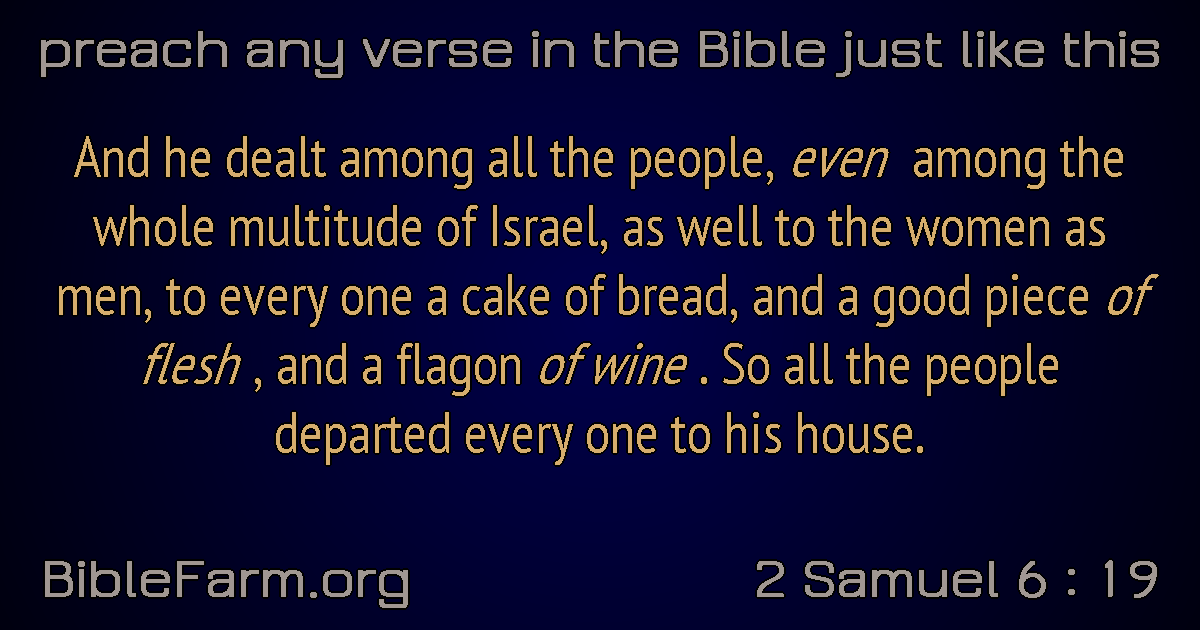 preach any verse in the Bible just like this
And he dealt among all the people, even among the
whole multitude of Israel, as well to the women as
men, to every one a cake of bread, and a good piece of
flesh , and a flagon of wine . So all the people
departed every one to his house.
BibleFarm.org
2 Samuel 6 : 19